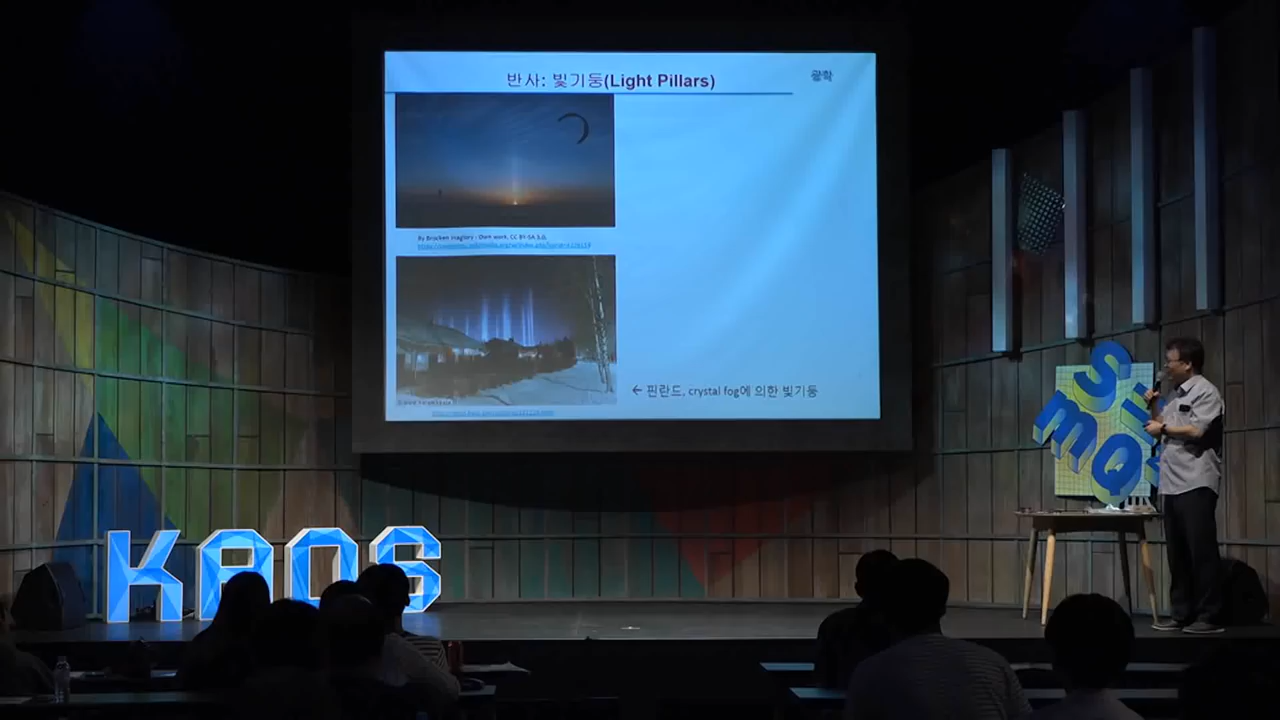 반사: 빛기둥(Light Pillars)
광학
By Brocken Inaglory - Own work, CC BY-SA 3.0,
← 핀란드, crystal fog에 의한 빛기둥
S
MQ
KAOS